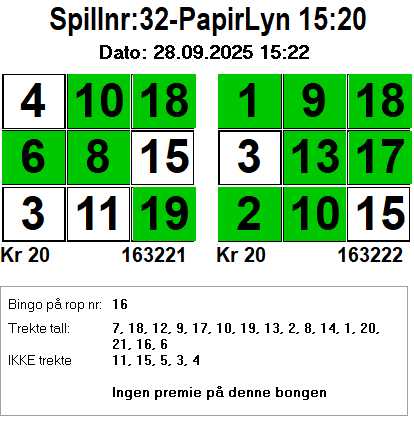 Spillnr:32-PapirLyn 15:20
Dato: 28.09.2025 15:22
4 10 18 1 9 18
6 8 15 3 13 17
3 11 19 2 10 15
Kr 20 163221 Kr 20 163222
Bingo på rop nr: 16
Trekte tall: 7, 18, 12, 9, 17, 10, 19, 13, 2, 8, 14, 1, 20,
21, 16, 6
IKKE trekte 11, 15, 5, 3, 4
Ingen premie på denne bongen